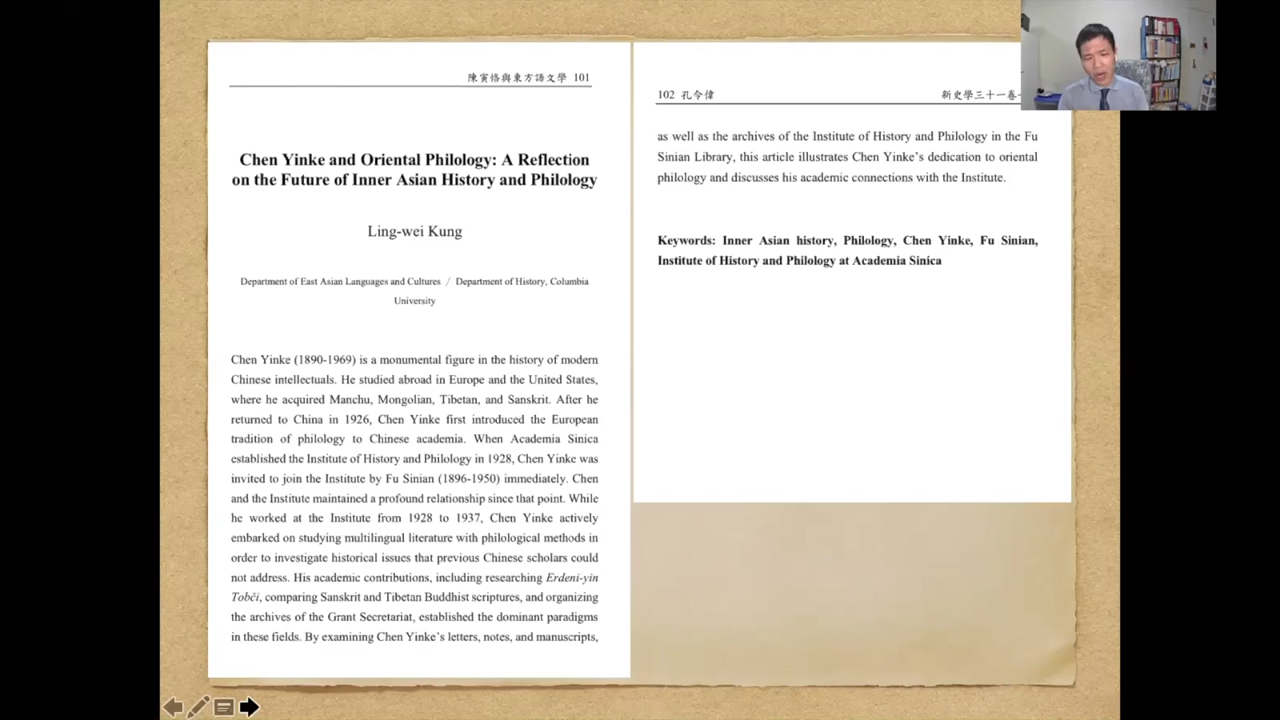 陳寅恪與東方語文學 101
Chen Yinke and Oriental Philology: A Reflection
on the Future of Inner Asian History and Philology
Ling-wei Kung
Department of East Asian Languages and Cultures / Department of History, Columbia
University
Chen Yinke (1890-1969) is a monumental figure in the history of modern
Chinese intellectuals. He studied abroad in Europe and the United States,
where he acquired Manchu, Mongolian, Tibetan, and Sanskrit. After he
returned to China in 1926, Chen Yinke first introduced the European
tradition of philology to Chinese academia. When Academia Sinica
established the Institute of History and Philology in 1928, Chen Yinke was
invited to join the Institute by Fu Sinian (1896-1950) immediately. Chen
and the Institute maintained a profound relationship since that point. While
he worked at the Institute from 1928 to 1937, Chen Yinke actively
embarked on studying multilingual literature with philological methods in
order to investigate historical issues that previous Chinese scholars could
not address. His academic contributions, including researching Erdeni-yin
Tobči, comparing Sanskrit and Tibetan Buddhist scriptures, and organizing
the archives of the Grant Secretariat, established the dominant paradigms
in these fields. By examining Chen Yinke's letters, notes, and manuscripts,
102 孔令偉
新史學三十一卷
as well as the archives of the Institute of History and Philology in the Fu
Sinian Library, this article illustrates Chen Yinke's dedication to oriental
philology and discusses his academic connections with the Institute.
Keywords: Inner Asian history, Philology, Chen Yinke, Fu Sinian,
Institute of History and Philology at Academia Sinica